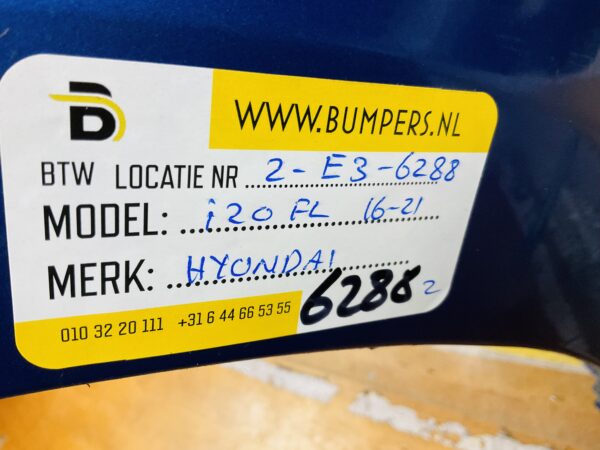 B
WWW.BUMPERS.NL
BTW LOCATIE NR 2-E3-6288
MODEL: i20 FL 16-21
MERK: HYUNDAI
6288 2
010 32 20 111 +31 6 44 66 53 55